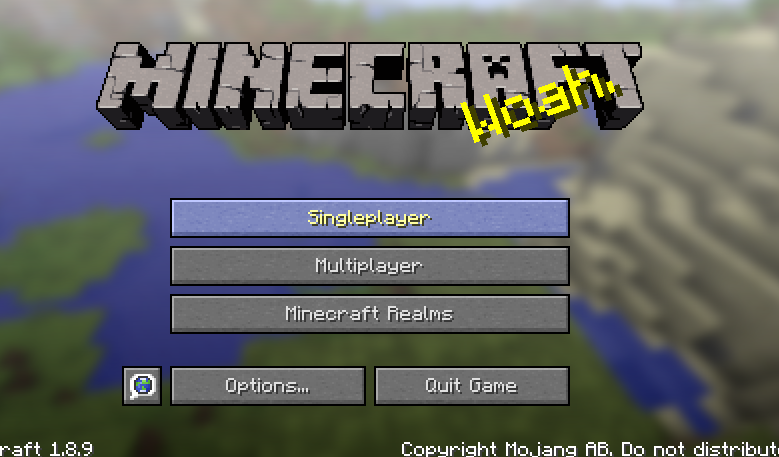 MINECRAFT
Woah.
Singleplayer
Multiplayer
Minecraft Realms
Options... Quit Game
raft 1.8.9 Copyright Mojang AB. Do not distribut